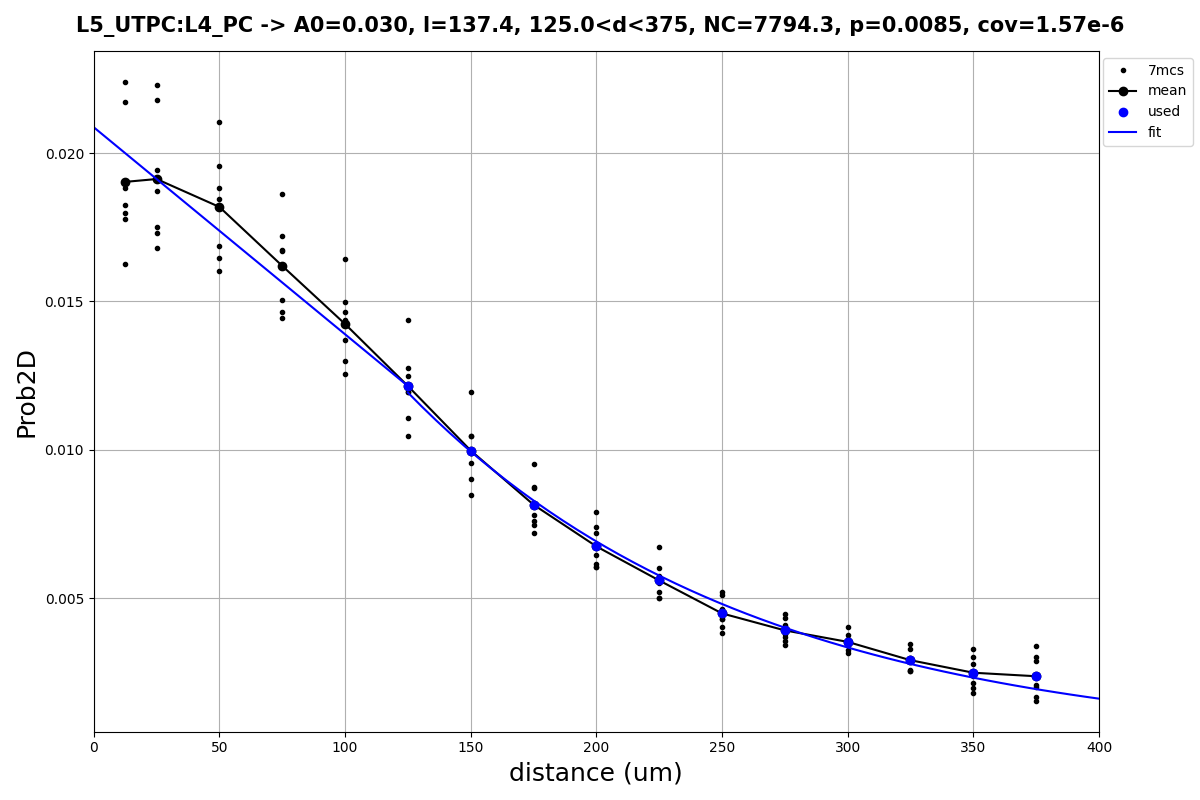 L5_UTPC:L4_PC -> A0=0.030, l=137.4, 125.0<d<375, NC=7794.3, p=0.0085, cov=1.57e-6
7mcs
mean
used
fit
0.020
0.015
0.010
0.005
Prob2D
0 50 100 150 200 250 300 350 400
distance (um)